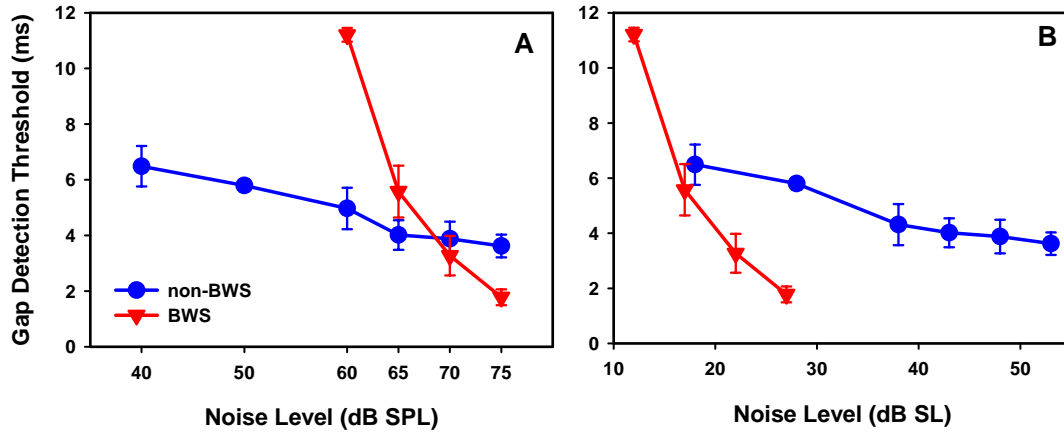 A
B
Gap Detection Threshold (ms)
12
10
8
6
4
2
0
non-BWS
BWS
40 50 60 65 70 75
Noise Level (dB SPL)
12
10
8
6
4
2
0
10 20 30 40 50
Noise Level (dB SL)